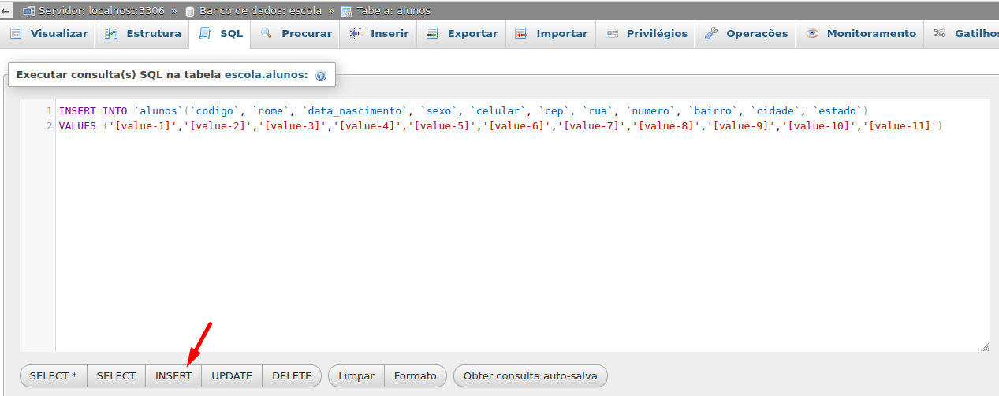 ← Servidor: localhost:3306 » Banco de dados: escola » Tabela: alunos
Visualizar Estrutura SQL Procurar Inserir Exportar Importar Privilégios Operações Monitoramento Gatilhos
Executar consulta(s) SQL na tabela escola.alunos:
1 INSERT INTO `alunos`(`codigo`, `nome`, `data_nascimento`, `sexo`, `celular`, `cep`, `rua`, `numero`, `bairro`, `cidade`, `estado`)
2 VALUES ('[value-1]','[value-2]','[value-3]','[value-4]','[value-5]','[value-6]','[value-7]','[value-8]','[value-9]','[value-10]','[value-11]')
SELECT * SELECT INSERT UPDATE DELETE Limpar Formato Obter consulta auto-salva